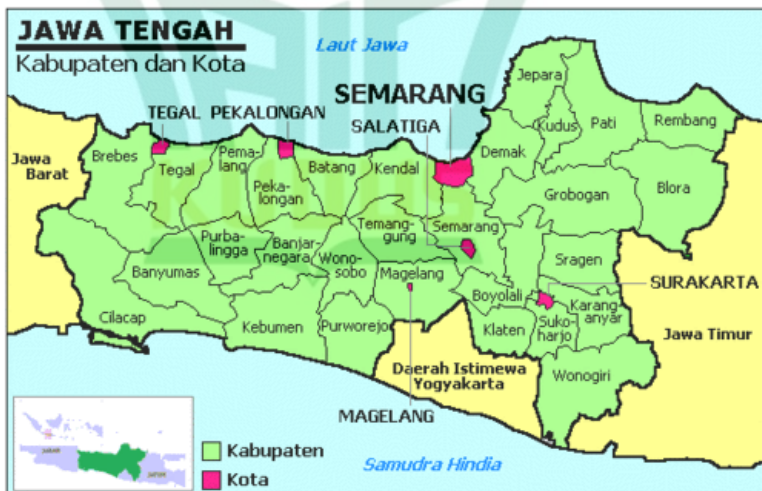 JAWA TENGAH
Kabupaten dan Kota
Laut Jawa
SEMARANG
TEGAL
PEKALONGAN
SALATIGA
Jepara
Kudus
Pati
Rembang
Jawa
Barat
Brebes
Tegal
Pema-
lang
Peka-
longan
Batang
Kendal
Demak
Grobogan
Blora
Temang-
gung
Semarang
Purba-
lingga
Banjar-
negara
Wono-
sobo
Banyumas
Magelang
Boyolali
Sragen
SURAKARTA
Karang-
anyar
Cilacap
Kebumen
Purworejo
Klaten
Suko-
harjo
Jawa Timur
Daerah Istimewa
Yogyakarta
Wonogiri
MAGELANG
Kabupaten
Kota
Samudra Hindia